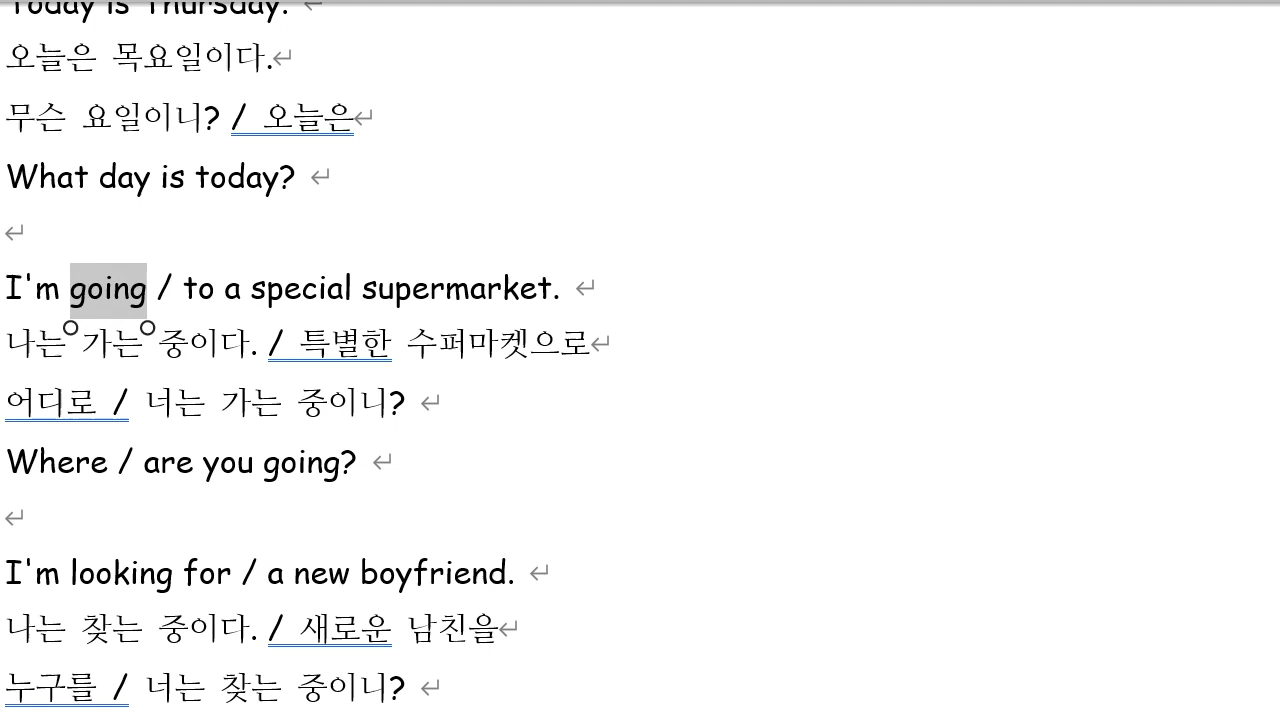 Today is Thursday.
오늘은 목요일이다.
무슨 요일이니? / 오늘은
What day is today?
I'm going / to a special supermarket.
나는 가는 중이다. / 특별한 수퍼마켓으로
어디로 / 너는 가는 중이니?
Where / are you going?
I'm looking for / a new boyfriend.
나는 찾는 중이다. / 새로운 남친을
누구를 / 너는 찾는 중이니?